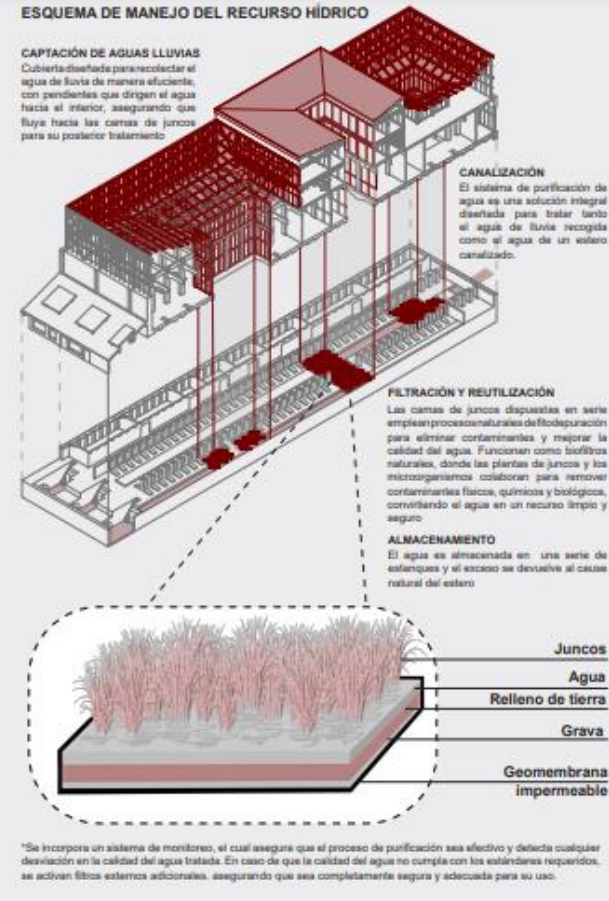 ESQUEMA DE MANEJO DEL RECURSO HÍDRICO
CAPTACIÓN DE AGUAS LLUVIAS
Cubierta diseñada para recolectar el
agua de lluvia de manera efuciente,
con pendientes que dirigen el agua
hacia el interior, asegurando que
fluya hacia las camas de juncos
para su posterior tratamiento
CANALIZACIÓN
El sistema de purificación de
agua es una solución integral
diseñada para tratar tanto
el agua de lluvia recogida
como el agua de un estero
canalizado.
FILTRACIÓN Y REUTILIZACIÓN
Las camas de juncos dispuestas en serie
emplean procesos naturales de fitodepuración
para eliminar contaminantes y mejorar la
calidad del agua. Funcionan como biofiltros
naturales, donde las plantas de juncos y los
microorganismos colaboran para remover
contaminantes físicos, químicos y biológicos,
convirtiendo el agua en un recurso limpio y
seguro
ALMACENAMIENTO
El agua es almacenada en una serie de
estanques y el exceso se devuelve al cause
natural del estero
Juncos
Agua
Relleno de tierra
Grava
Geomembrana
impermeable
*Se incorpora un sistema de monitoreo, el cual asegura que el proceso de purificación sea efectivo y detecta cualquier
desviación en la calidad del agua tratada. En caso de que la calidad del agua no cumpla con los estándares requeridos,
se activan filtros externos adicionales. asegurando que sea completamente segura y adecuada para su uso.